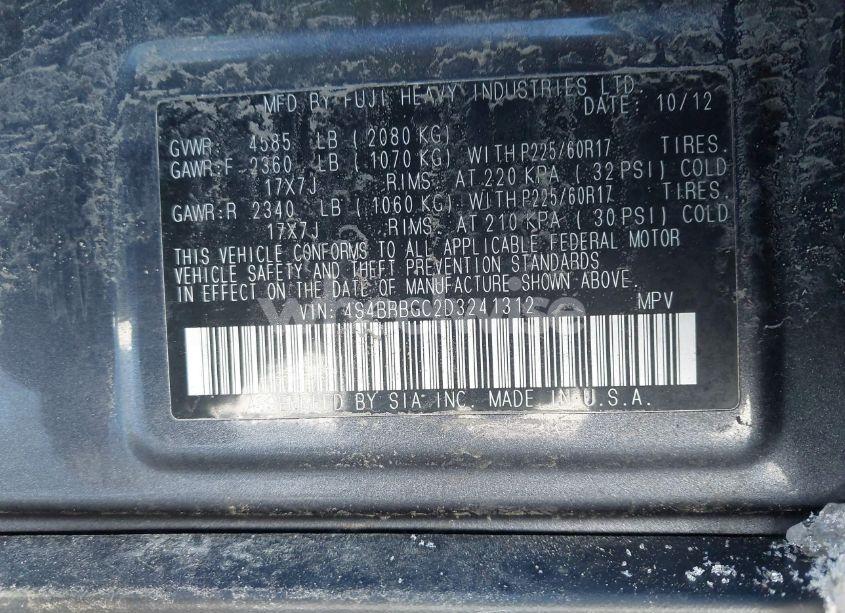 MFD BY FUJI HEAVY INDUSTRIES LTD.
DATE: 10/12
GVWR 4585 LB ( 2080 KG)
GAWR:F 2360 LB ( 1070 KG) WITH P225/60R17 TIRES.
17X7J RIMS AT 220 KPA ( 32 PSI) COLD
GAWR:R 2340 LB ( 1060 KG) WITH P225/60R17 TIRES.
17X7J RIMS AT 210 KPA ( 30 PSI) COLD
THIS VEHICLE CONFORMS TO ALL APPLICABLE FEDERAL MOTOR
VEHICLE SAFETY AND THEFT PREVENTION STANDARDS
IN EFFECT ON THE DATE OF MANUFACTURE SHOWN ABOVE.
VIN: 4S4BRBGC2D3241312 MPV
ASSEMBLED BY SIA INC. MADE IN U.S.A.